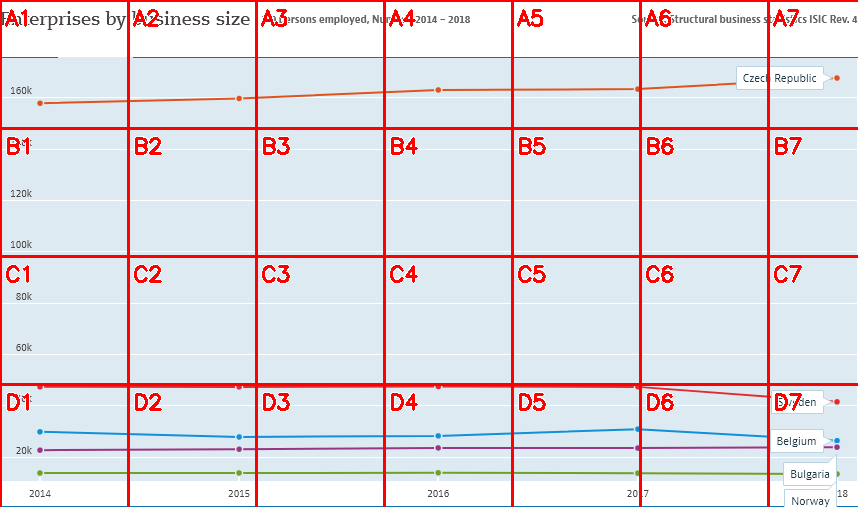 A1 A2 A3 A4 A5 A6 A7
Enterprises by business size persons employed, 2014 – 2018
Source: Structural business statistics ISIC Rev. 4
160k
Czech Republic
B1 B2 B3 B4 B5 B6 B7
120k
100k
C1 C2 C3 C4 C5 C6 C7
80k
60k
D1 D2 D3 D4 D5 D6 D7
Sweden
Belgium
20k
Bulgaria
2014 2015 2016 2017 18
Norway